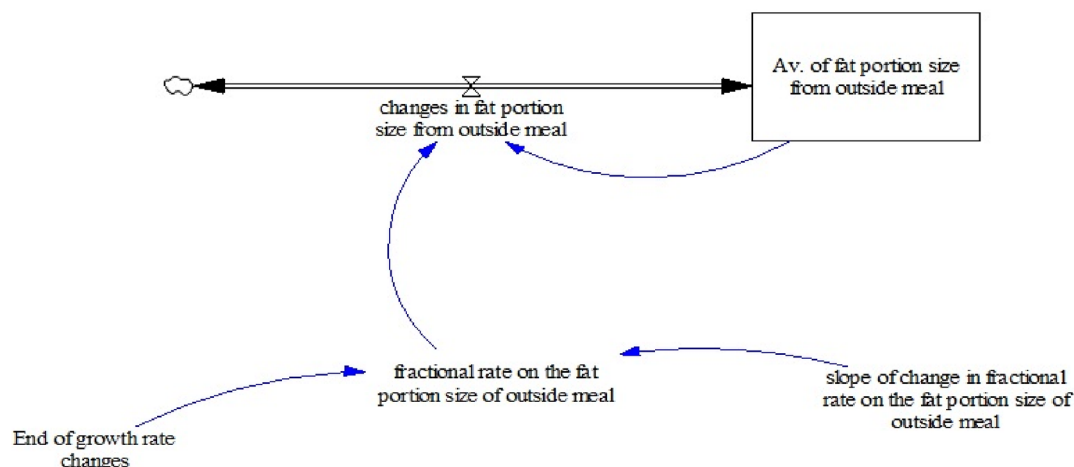 Av. of fat portion size
from outside meal
changes in fat portion
size from outside meal
fractional rate on the fat
portion size of outside meal
slope of change in fractional
rate on the fat portion size of
outside meal
End of growth rate
changes